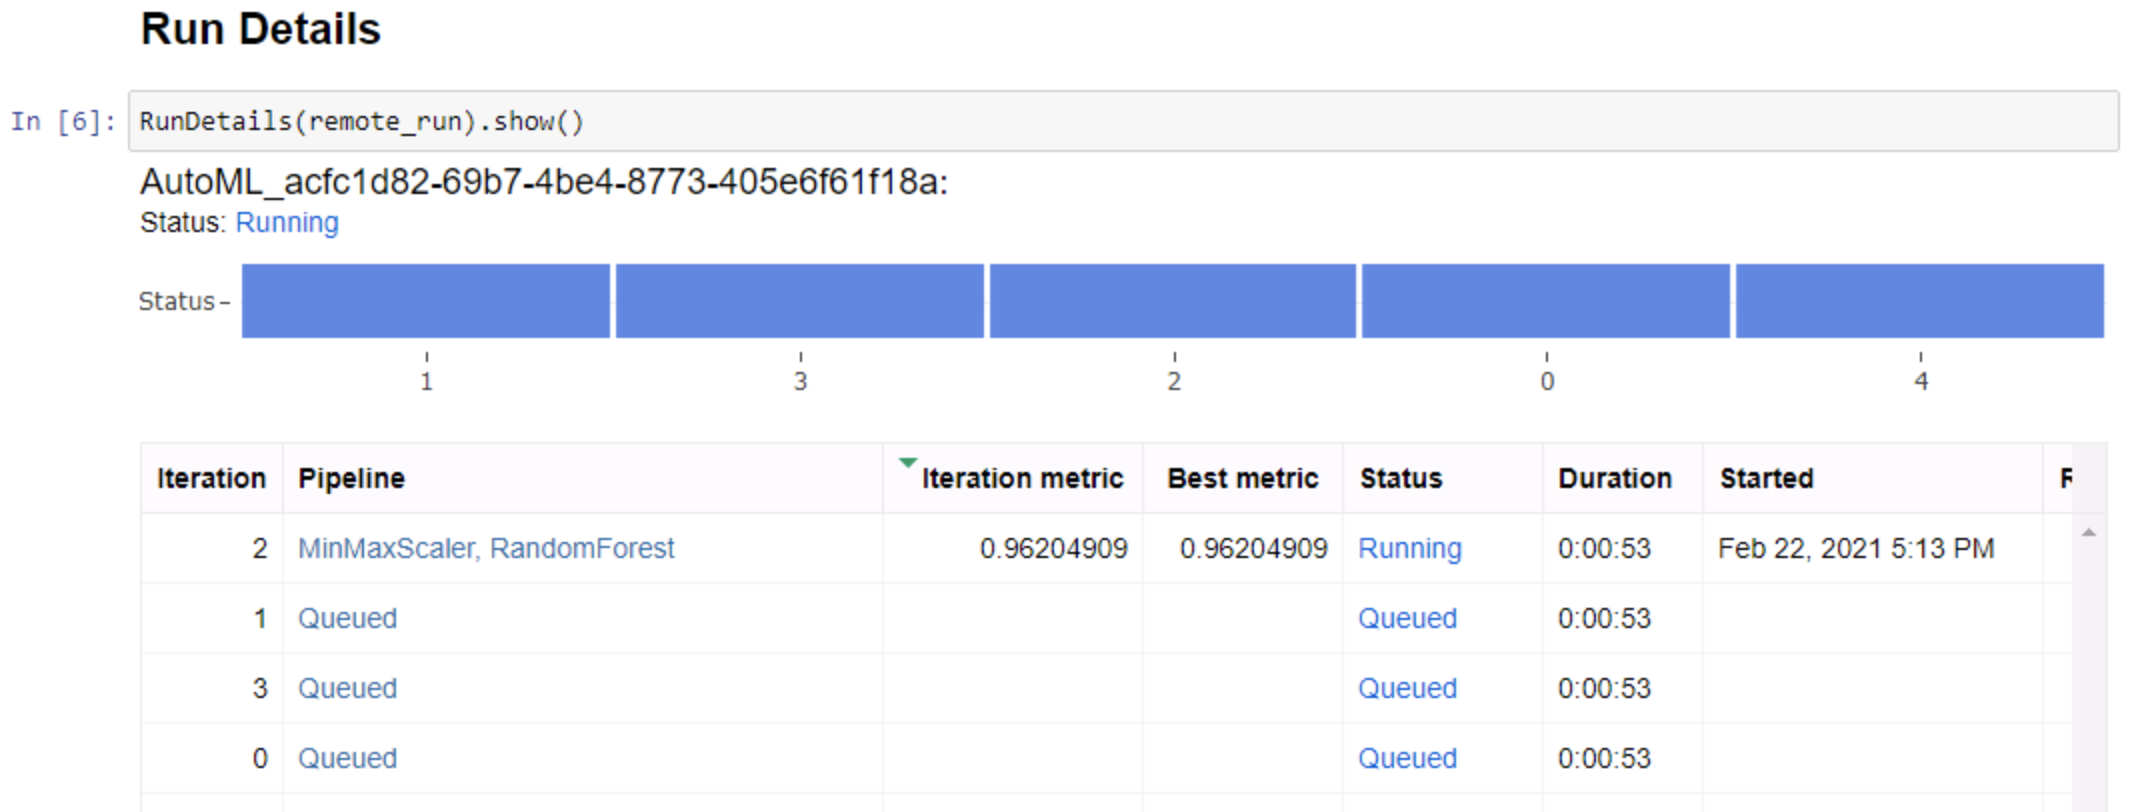 Run Details
In [6]: RunDetails(remote_run).show()
AutoML_acfc1d82-69b7-4be4-8773-405e6f61f18a:
Status: Running
Status
1 3 2 0 4
Iteration Pipeline Iteration metric Best metric Status Duration Started
2 MinMaxScaler, RandomForest 0.96204909 0.96204909 Running 0:00:53 Feb 22, 2021 5:13 PM
1 Queued Queued 0:00:53
3 Queued Queued 0:00:53
0 Queued Queued 0:00:53